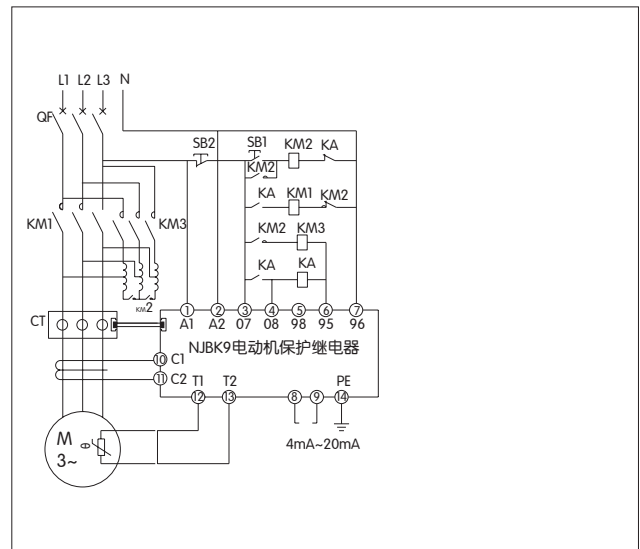 L1 L2 L3 N
QF
SB2 SB1 KM2 KA
KM2
KA KM1 KM2
KM1 KM3
KM2 KM3
KA KA
KM2
CT
① ② ③ ④ ⑤ ⑥ ⑦
A1 A2 07 08 98 95 96
NJBK9电动机保护继电器
⑩ C1
⑪ C2
T1 T2 PE
⑫ ⑬ ⑧ ⑨ ⑭
4mA~20mA
M
3~
θ